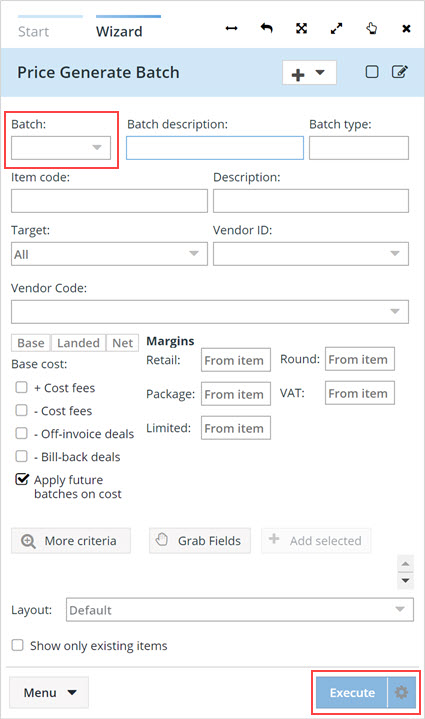 Start Wizard
Price Generate Batch
Batch: Batch description: Batch type:
Item code: Description:
Target: Vendor ID:
All
Vendor Code:
Base Landed Net Margins
Base cost: Retail: From item Round: From item
+ Cost fees
Package: From item VAT: From item
- Cost fees
Limited: From item
- Off-invoice deals
- Bill-back deals
Apply future
batches on cost
More criteria Grab Fields Add selected
Layout: Default
Show only existing items
Menu Execute